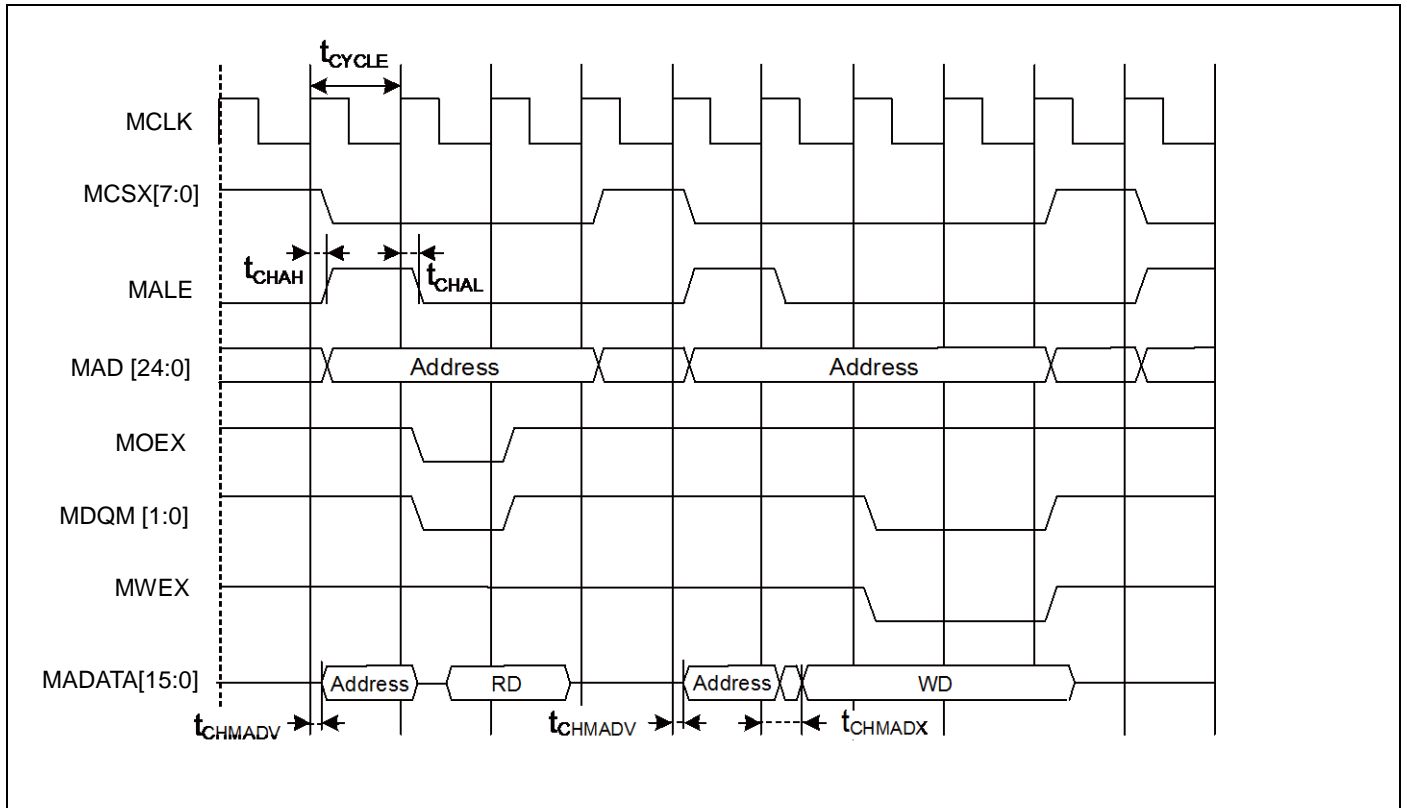 tCYCLE
MCLK
MCSX[7:0]
tCHAH
tCHAL
MALE
MAD [24:0]
Address
Address
MOEX
MDQM [1:0]
MWEX
MADATA[15:0]
Address
RD
Address
WD
tCHMADV
tCHMADV
tCHMADX